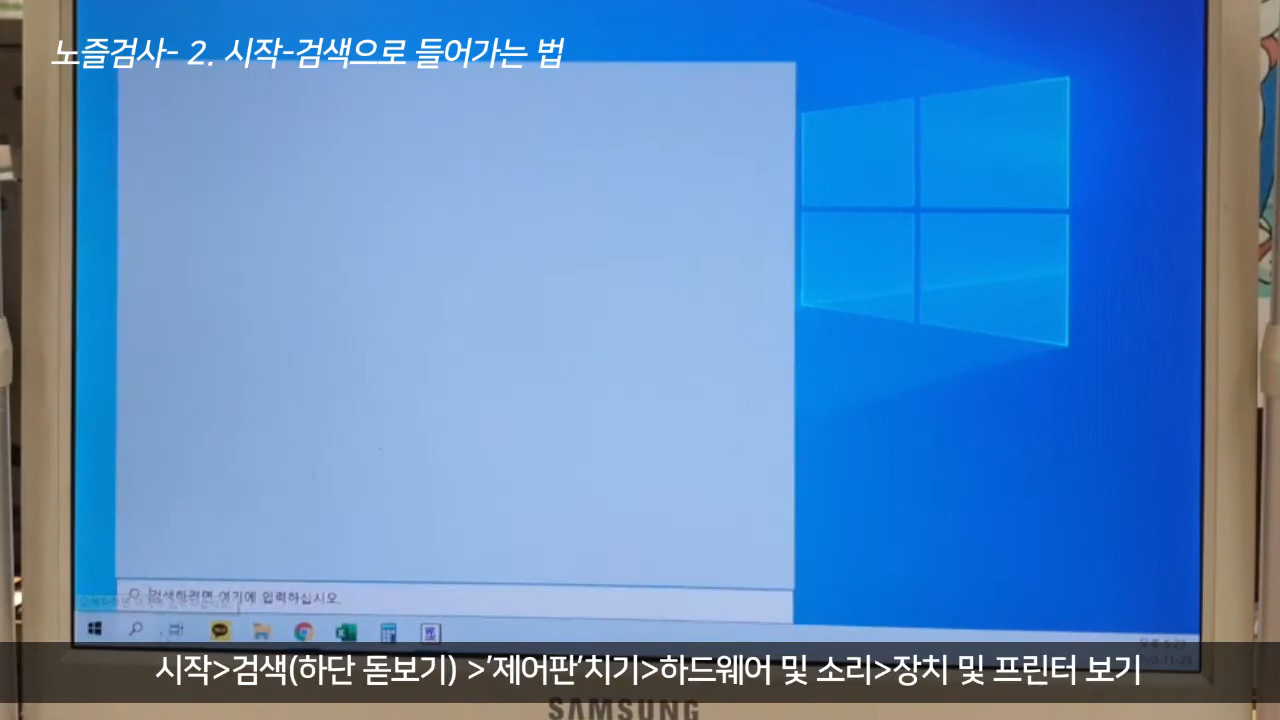 노즐검사- 2. 시작-검색으로 들어가는 법
검색하려면 여기에 입력하십시오.
시작>검색(하단 돋보기) >'제어판'치기>하드웨어 및 소리>장치 및 프린터 보기
SAMSUNG